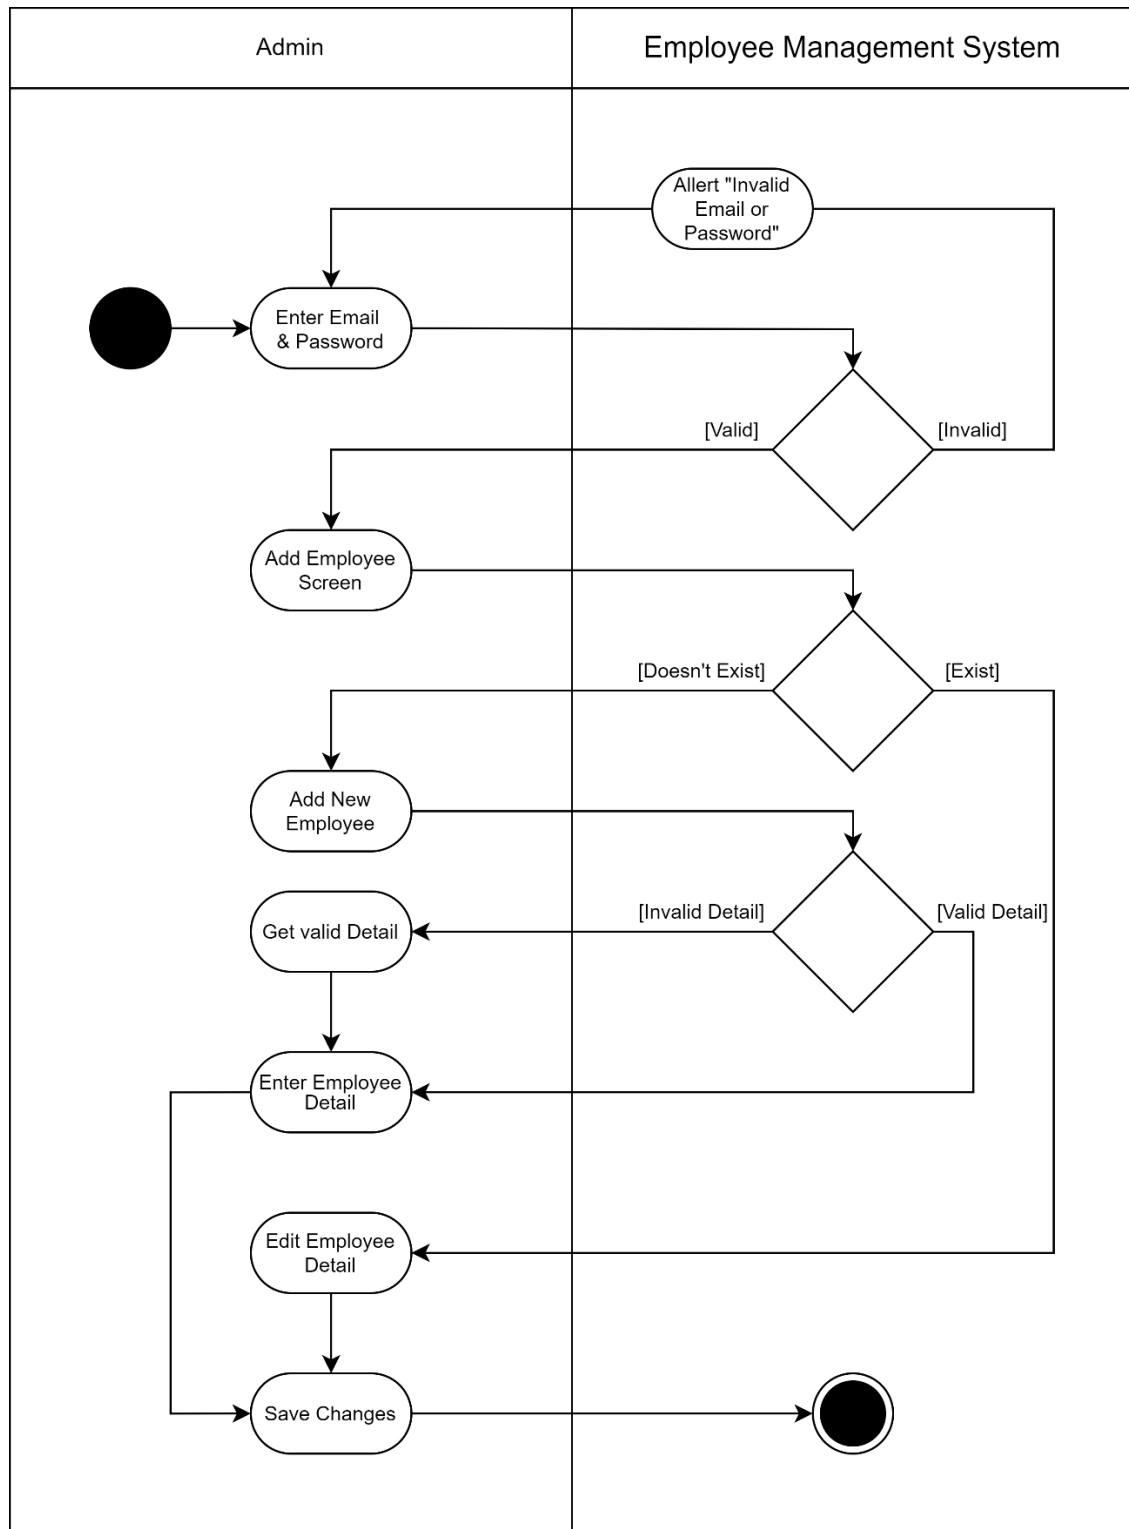 Admin
Employee Management System
Allert "Invalid
Email or
Password"
Enter Email
& Password
[Valid]
[Invalid]
Add Employee
Screen
[Doesn't Exist]
[Exist]
Add New
Employee
[Invalid Detail]
[Valid Detail]
Get valid Detail
Enter Employee
Detail
Edit Employee
Detail
Save Changes